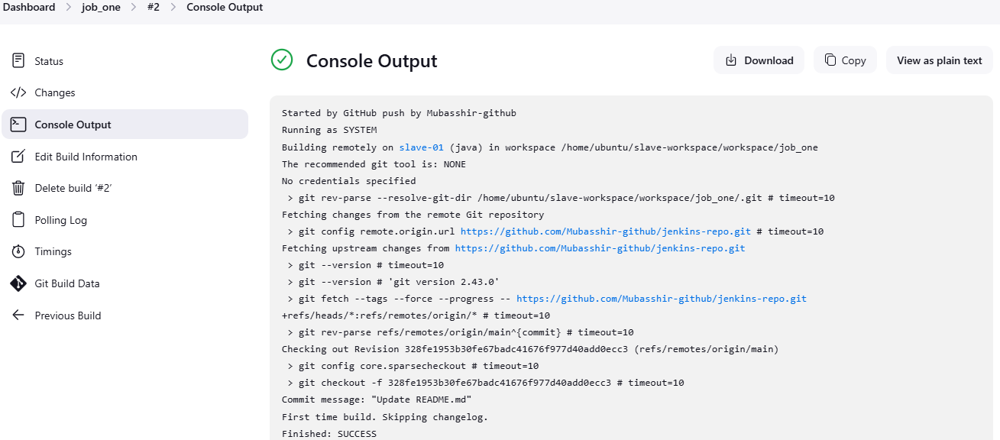 Dashboard > job_one > #2 > Console Output
Status
Changes
Console Output
Edit Build Information
Delete build ‘#2’
Polling Log
Timings
Git Build Data
Previous Build
Console Output
Download
Copy
View as plain text
Started by GitHub push by Mubasshir-github
Running as SYSTEM
Building remotely on slave-01 (java) in workspace /home/ubuntu/slave-workspace/workspace/job_one
The recommended git tool is: NONE
No credentials specified
 > git rev-parse --resolve-git-dir /home/ubuntu/slave-workspace/workspace/job_one/.git # timeout=10
Fetching changes from the remote Git repository
 > git config remote.origin.url https://github.com/Mubasshir-github/jenkins-repo.git # timeout=10
Fetching upstream changes from https://github.com/Mubasshir-github/jenkins-repo.git
 > git --version # timeout=10
 > git --version # 'git version 2.43.0'
 > git fetch --tags --force --progress -- https://github.com/Mubasshir-github/jenkins-repo.git
+refs/heads/*:refs/remotes/origin/* # timeout=10
 > git rev-parse refs/remotes/origin/main^{commit} # timeout=10
Checking out Revision 328fe1953b30fe67badc41676f977d40add0ecc3 (refs/remotes/origin/main)
 > git config core.sparsecheckout # timeout=10
 > git checkout -f 328fe1953b30fe67badc41676f977d40add0ecc3 # timeout=10
Commit message: "Update README.md"
First time build. Skipping changelog.
Finished: SUCCESS